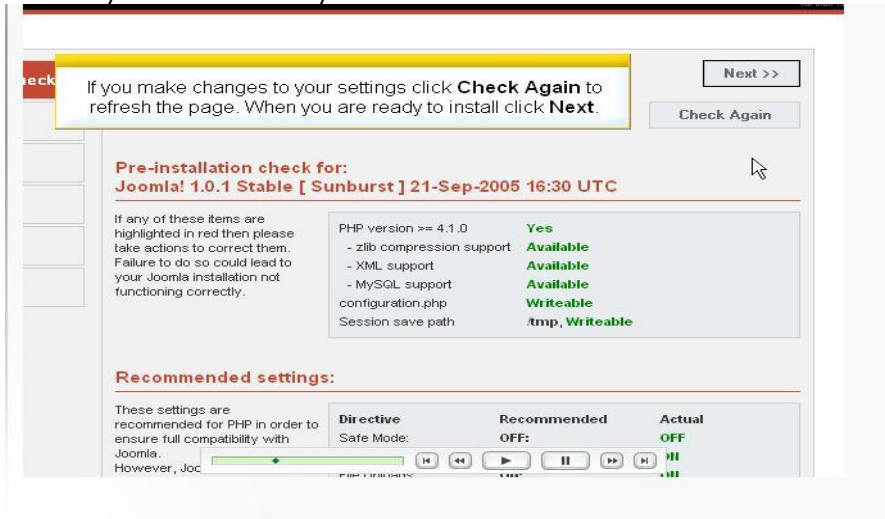 heck
If you make changes to your settings click Check Again to
refresh the page. When you are ready to install click Next.
Next >>
Check Again
Pre-installation check for:
Joomla! 1.0.1 Stable [ Sunburst ] 21-Sep-2005 16:30 UTC
If any of these items are
highlighted in red then please
take actions to correct them.
Failure to do so could lead to
your Joomla installation not
functioning correctly.
PHP version >= 4.1.0 Yes
- zlib compression support Available
- XML support Available
- MySQL support Available
configuration.php Writeable
Session save path /tmp, Writeable
Recommended settings:
These settings are
recommended for PHP in order to
ensure full compatibility with
Joomla.
However, Joo
Directive Recommended Actual
Safe Mode: OFF: OFF
ON